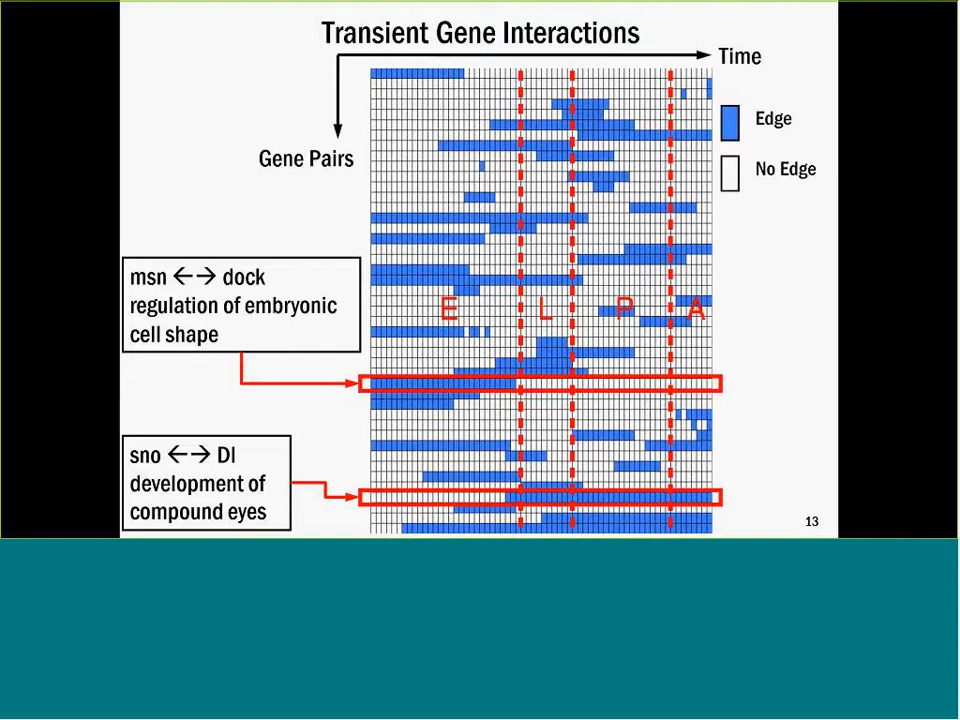 Transient Gene Interactions
Time
Edge
Gene Pairs
No Edge
msn ←→ dock
regulation of embryonic
cell shape
E L P A
sno ←→ Dl
development of
compound eyes
13